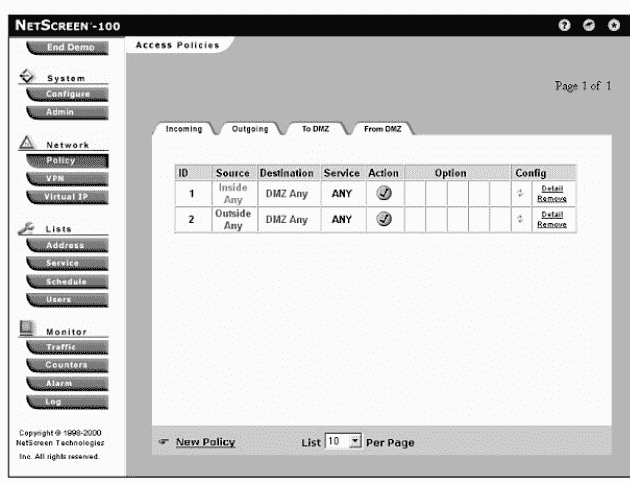 NETSCREEN-100
End Demo
System
Configure
Admin
Network
Policy
VPN
Virtual IP
Lists
Address
Service
Schedule
Users
Monitor
Traffic
Counters
Alarm
Log
Copyright © 1998-2000
NetScreen Technologies
Inc. All rights reserved.
Access Policies
Page 1 of 1
Incoming Outgoing To DMZ From DMZ
ID Source Destination Service Action Option Config
1 Inside Any DMZ Any ANY Detail Remove
2 Outside Any DMZ Any ANY Detail Remove
New Policy List 10 Per Page